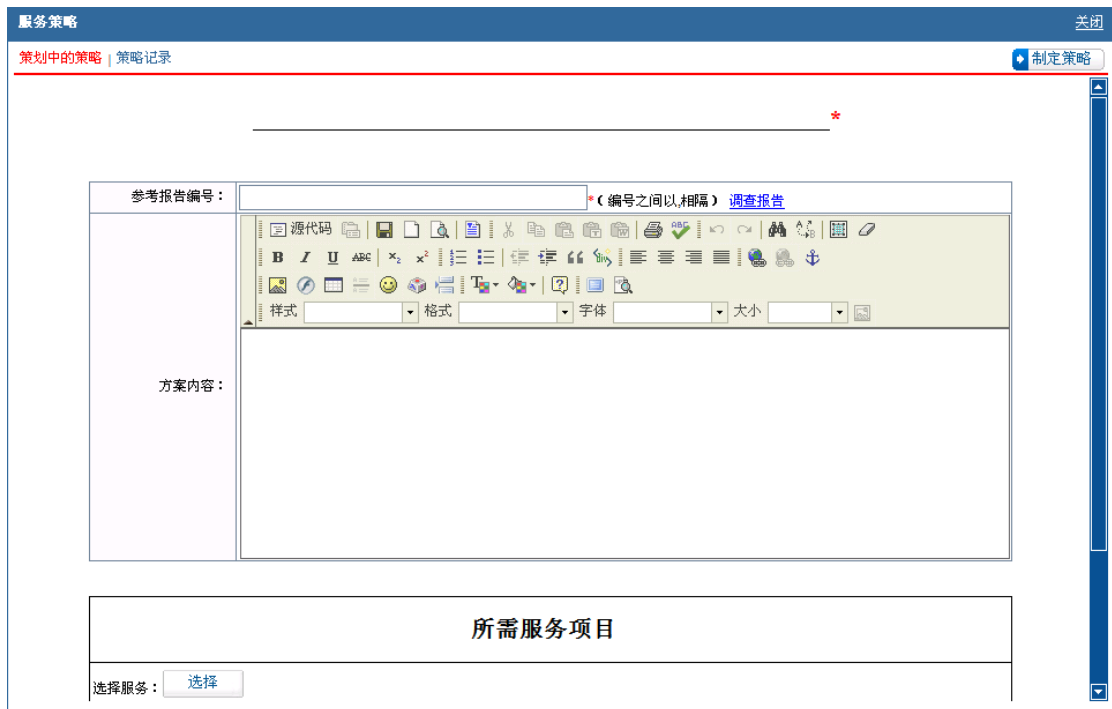 服务策略 关闭
策划中的策略 | 策略记录 制定策略
*
参考报告编号： *（编号之间以,相隔） 调查报告
源代码
B I U ABC x₂ x²
样式 格式 字体 大小
方案内容：
所需服务项目
选择服务： 选择